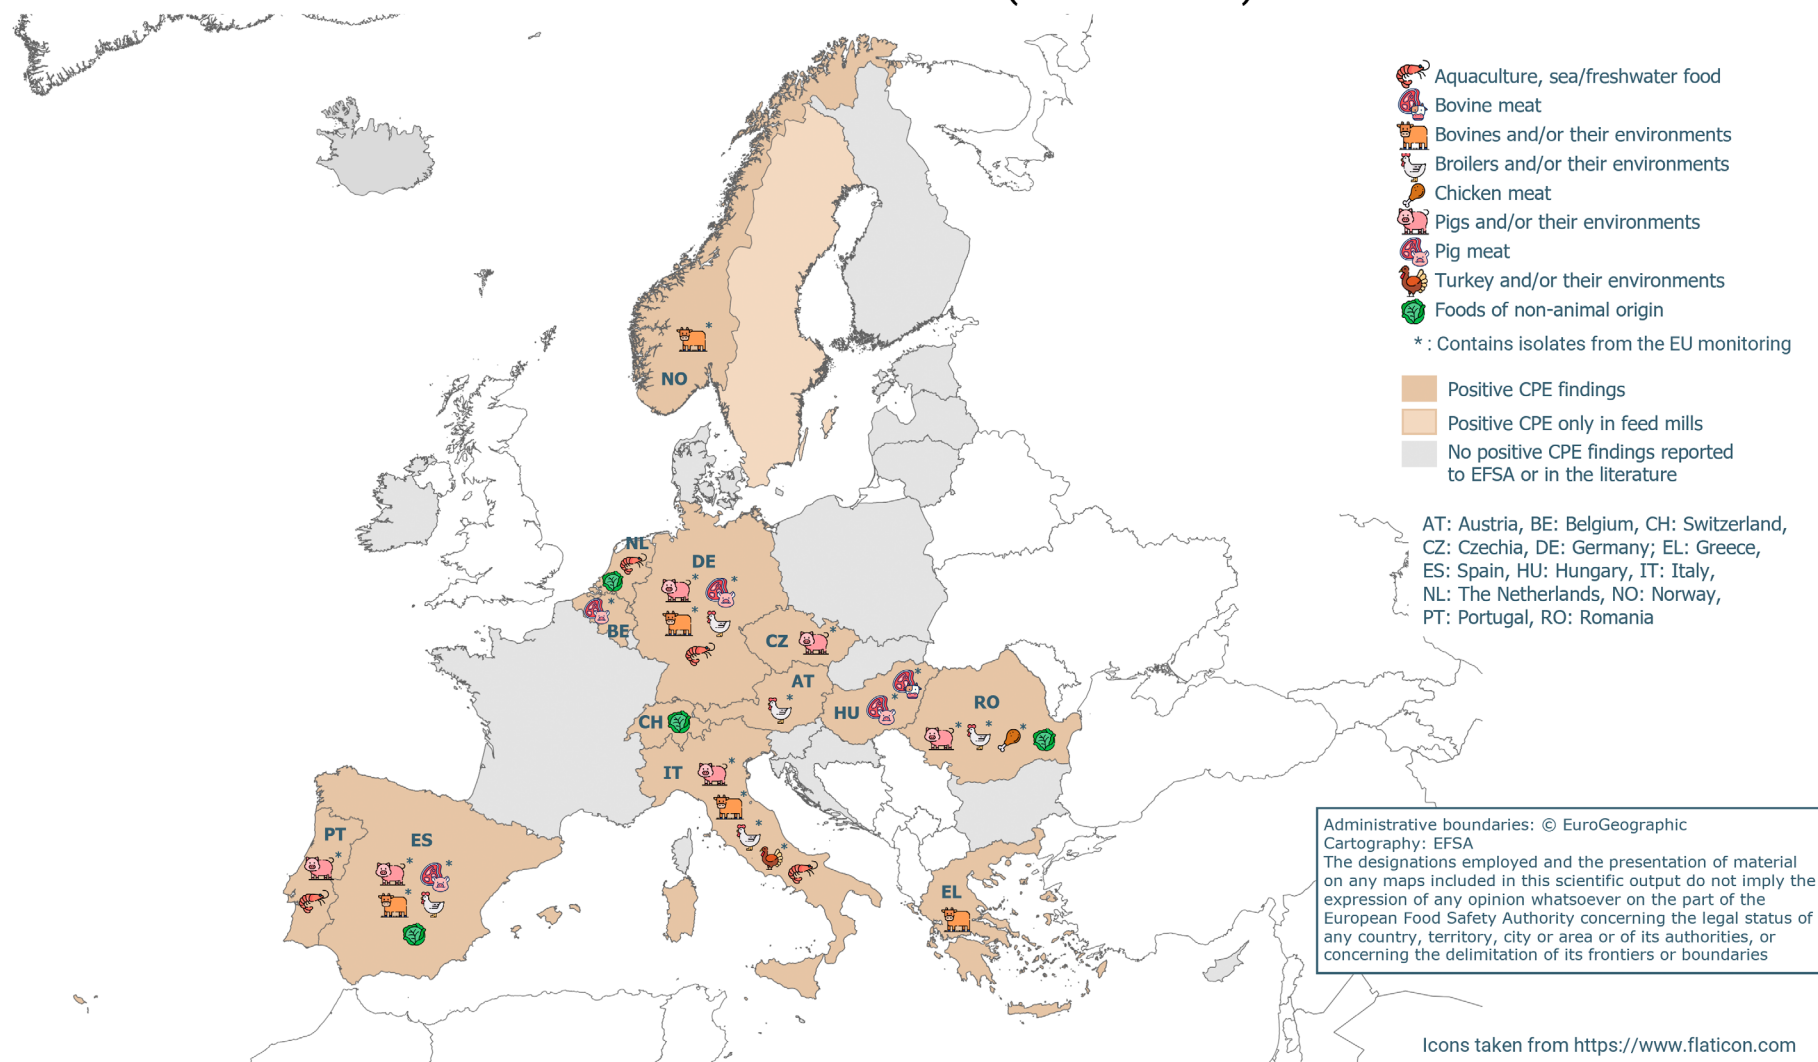 Aquaculture, sea/freshwater food
Bovine meat
Bovines and/or their environments
Broilers and/or their environments
Chicken meat
Pigs and/or their environments
Pig meat
Turkey and/or their environments
Foods of non-animal origin
* : Contains isolates from the EU monitoring
Positive CPE findings
Positive CPE only in feed mills
No positive CPE findings reported
to EFSA or in the literature
AT: Austria, BE: Belgium, CH: Switzerland,
CZ: Czechia, DE: Germany; EL: Greece,
ES: Spain, HU: Hungary, IT: Italy,
NL: The Netherlands, NO: Norway,
PT: Portugal, RO: Romania
NO
NL
DE
BE
CZ
AT
CH
HU
RO
IT
PT
ES
EL
Administrative boundaries: © EuroGeographic
Cartography: EFSA
The designations employed and the presentation of material
on any maps included in this scientific output do not imply the
expression of any opinion whatsoever on the part of the
European Food Safety Authority concerning the legal status of
any country, territory, city or area or of its authorities, or
concerning the delimitation of its frontiers or boundaries
Icons taken from https://www.flaticon.com